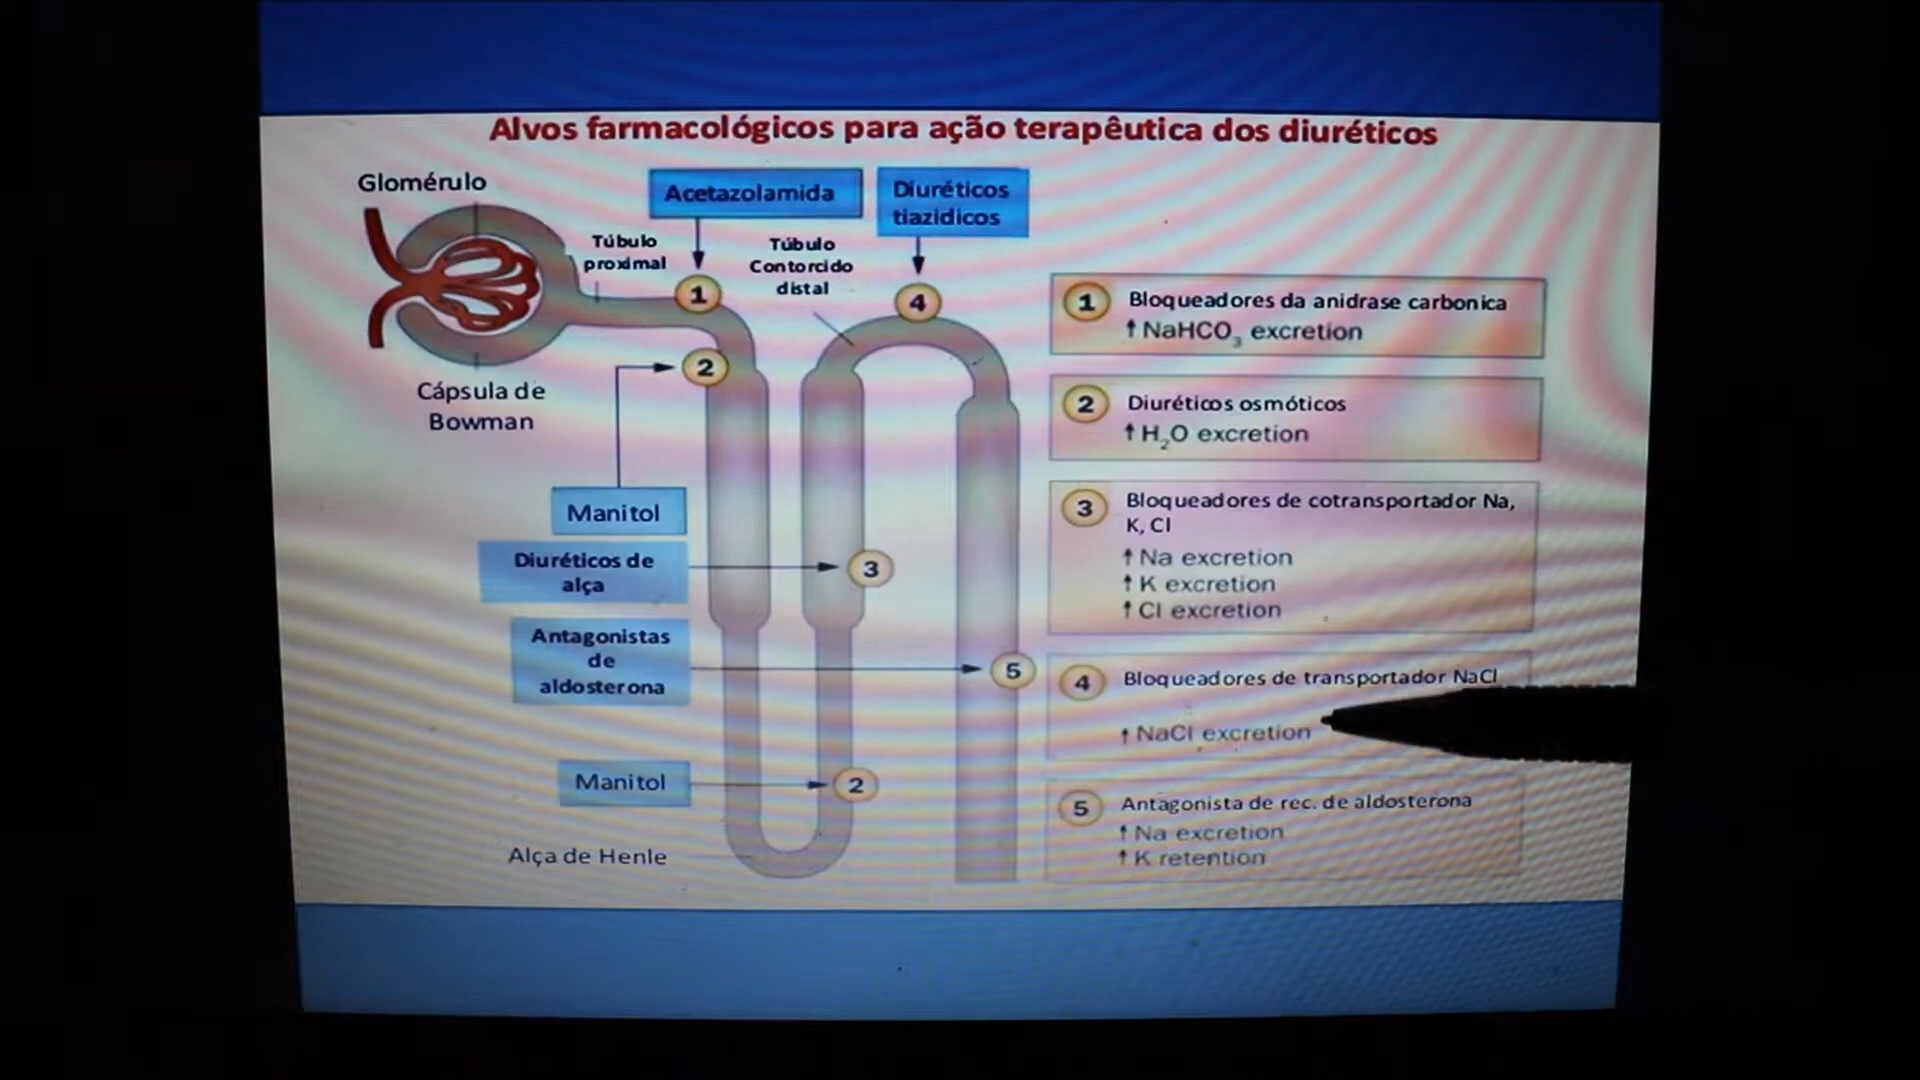 Alvos farmacológicos para ação terapêutica dos diuréticos
Glomérulo
Acetazolamida
Diuréticos
tiazidicos
Túbulo
proximal
Túbulo
Contorcido
distal
1
4
2
Cápsula de
Bowman
Manitol
Diuréticos de
alça
3
Antagonistas
de
aldosterona
5
Manitol
2
Alça de Henle
1 Bloqueadores da anidrase carbonica
↑ NaHCO₃ excretion
2 Diuréticos osmóticos
↑ H₂O excretion
3 Bloqueadores de cotransportador Na,
K, Cl
↑ Na excretion
↑ K excretion
↑ Cl excretion
4 Bloqueadores de transportador NaCl
↑ NaCl excretion
5 Antagonista de rec. de aldosterona
↑ Na excretion
↑ K retention